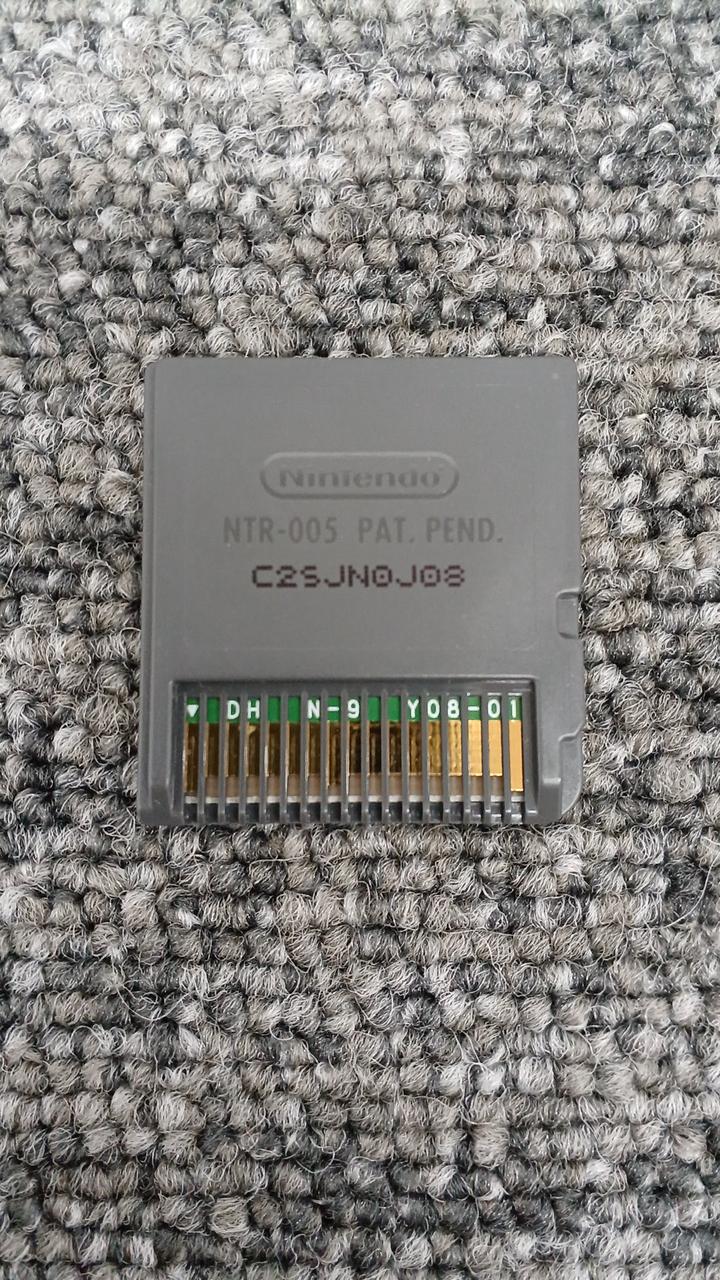 Nintendo
NTR-005 PAT. PEND.
C2SJN0J08
▼ DH N-9 Y08-01